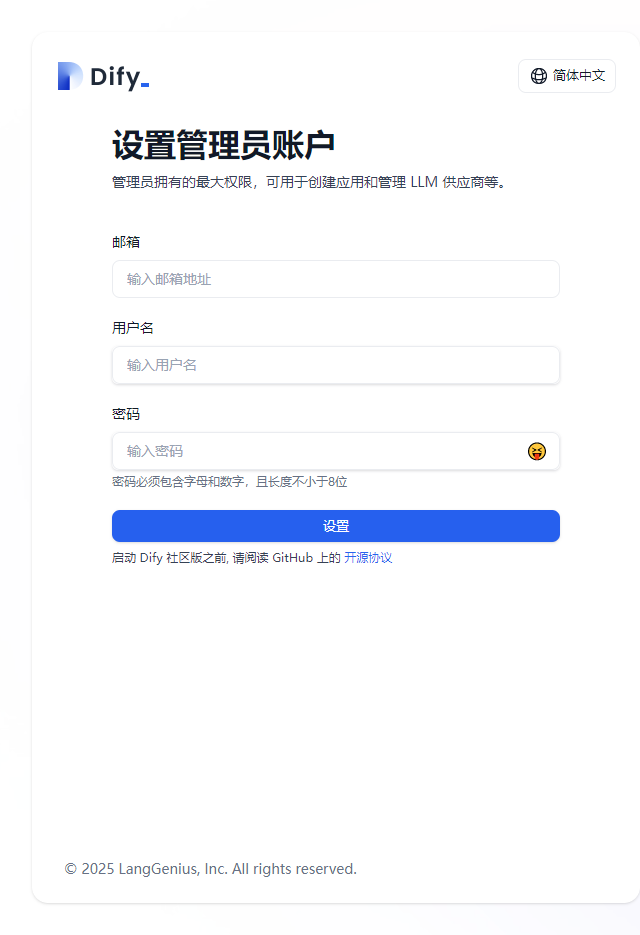 Dify_
简体中文
设置管理员账户
管理员拥有的最大权限，可用于创建应用和管理 LLM 供应商等。
邮箱
输入邮箱地址
用户名
输入用户名
密码
输入密码
密码必须包含字母和数字，且长度不小于8位
设置
启动 Dify 社区版之前, 请阅读 GitHub 上的 开源协议
© 2025 LangGenius, Inc. All rights reserved.